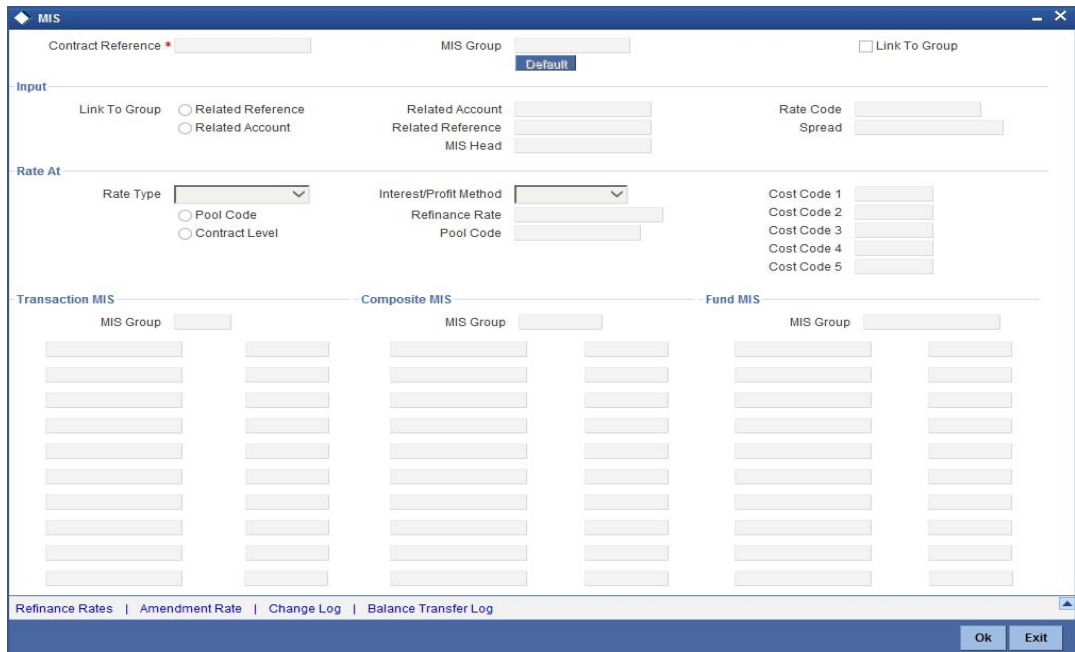 MIS
Contract Reference * MIS Group Link To Group
Default
Input
Link To Group Related Reference Related Account Rate Code
Related Account Related Reference Spread
MIS Head
Rate At
Rate Type Interest/Profit Method Cost Code 1
Pool Code Refinance Rate Cost Code 2
Contract Level Pool Code Cost Code 3
Cost Code 4
Cost Code 5
Transaction MIS Composite MIS Fund MIS
MIS Group MIS Group MIS Group
Refinance Rates | Amendment Rate | Change Log | Balance Transfer Log
Ok Exit